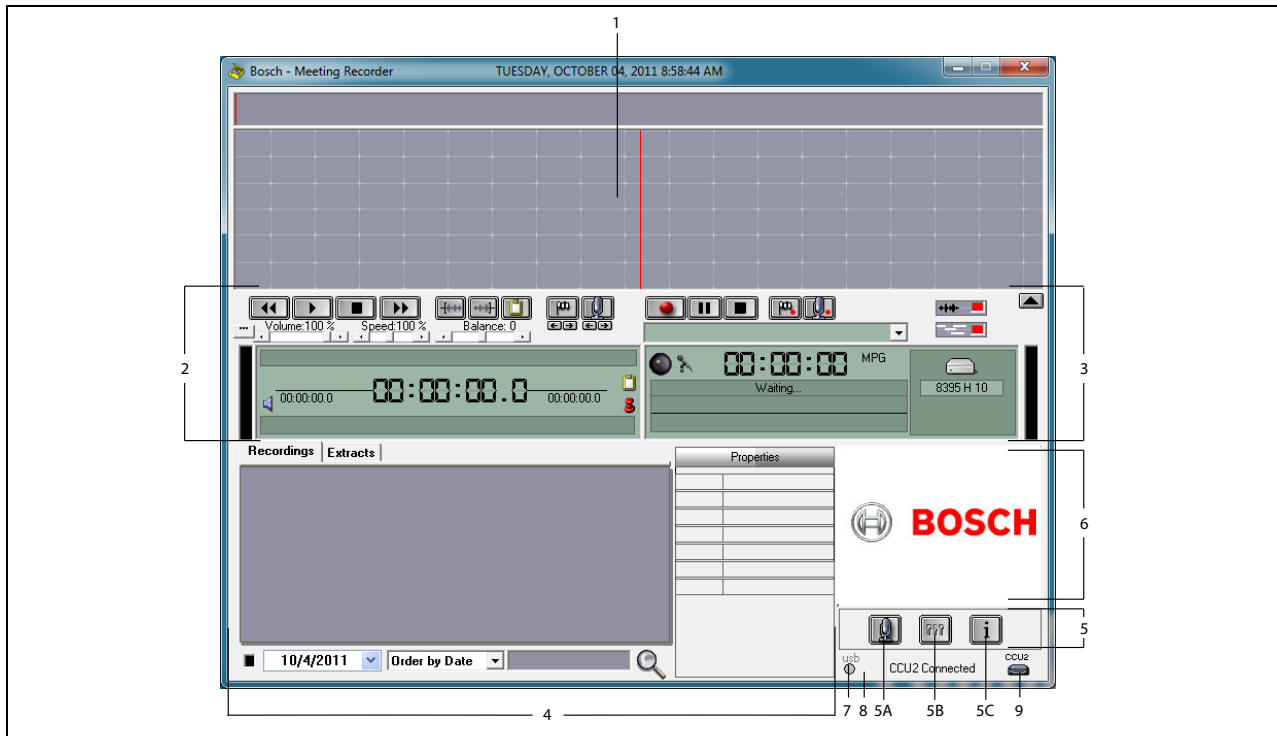 1
Bosch - Meeting Recorder TUESDAY, OCTOBER 04, 2011 8:58:44 AM
2
3
... Volume:100 % Speed:100 % Balance: 0
00:00:00.0 00:00:00.0 00:00:00.0
00:00:00 MPG
Waiting...
8395 H 10
Recordings Extracts
Properties
BOSCH
6
5
i
10/4/2011 Order by Date
usb
CCU2 Connected
CCU2
4
7 8 5A 5B 5C 9